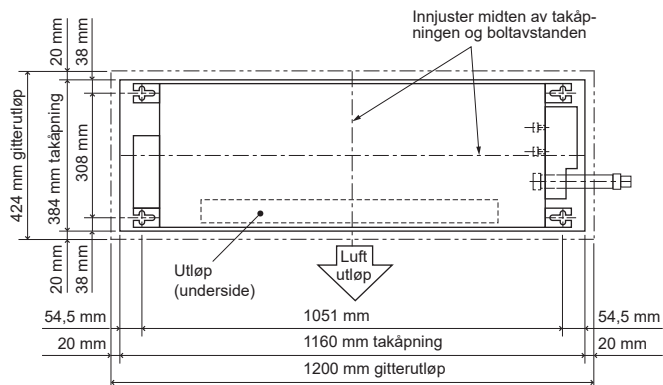 20 mm
38 mm
Innjuster midten av takåp-
ningen og boltavstanden
424 mm gitterutløp
384 mm takåpning
308 mm
Utløp
(underside)
Luft
utløp
20 mm
38 mm
54,5 mm
1051 mm
54,5 mm
20 mm
1160 mm takåpning
20 mm
1200 mm gitterutløp